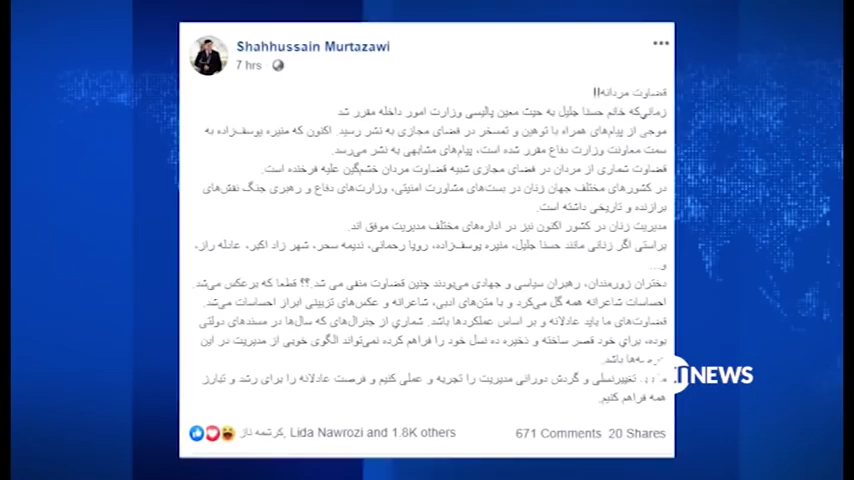 Shahhussain Murtazawi
7 hrs
قضاوت مردانه!!
زمانی‌که خانم حسنا جلیل به حیث معین پالیسی وزارت امور داخله مقرر شد
موجی از پیام‌های همراه با توهین و تمسخر در فضای مجازی به نشر رسید. اکنون که منیره یوسف‌زاده به
سمت معاونت وزارت دفاع مقرر شده است، پیام‌های مشابهی به نشر می‌رسد.
قضاوت شماری از مردان در فضای مجازی شبیه قضاوت مردان خشم‌گین علیه فرخنده است.
در کشورهای مختلف جهان زنان در بست‌های مشاورت امنیتی، وزارت‌های دفاع و رهبری جنگ نقش‌های
برازنده و تاریخی داشته است.
مدیریت زنان در کشور اکنون نیز در اداره‌های مختلف مدیریت موفق اند.
براستی اگر زنانی مانند حسنا جلیل، منیره یوسف‌زاده، رویا رحمانی، ندیمه سحر، شهر زاد اکبر، عادله راز،
و....
دختران زورمندان، رهبران سیاسی و جهادی می‌بودند چنین قضاوت منفی می شد.؟؟ قطعا که برعکس می‌شد.
احساسات شاعرانه همه گل می‌کرد و با متن‌های ادبی، شاعرانه و عکس‌های تزیینی ابراز احساسات می‌شد.
قضاوت‌های ما باید عادلانه و بر اساس عملکردها باشد. شماری از جنرال‌های که سال‌ها در مسندهای دولتی
بوده، برای خود قصر ساخته و ذخیره ده نسل خود را فراهم کرده نمی‌تواند الگوی خوبی از مدیریت در این
باشد.
تغییرنسلی و گردش دورانی مدیریت را تجربه و عملی کنیم و فرصت عادلانه را برای رشد و تبارز
همه فراهم کنیم.
NEWS
کرشمه ناز, Lida Nawrozi and 1.8K others
671 Comments 20 Shares